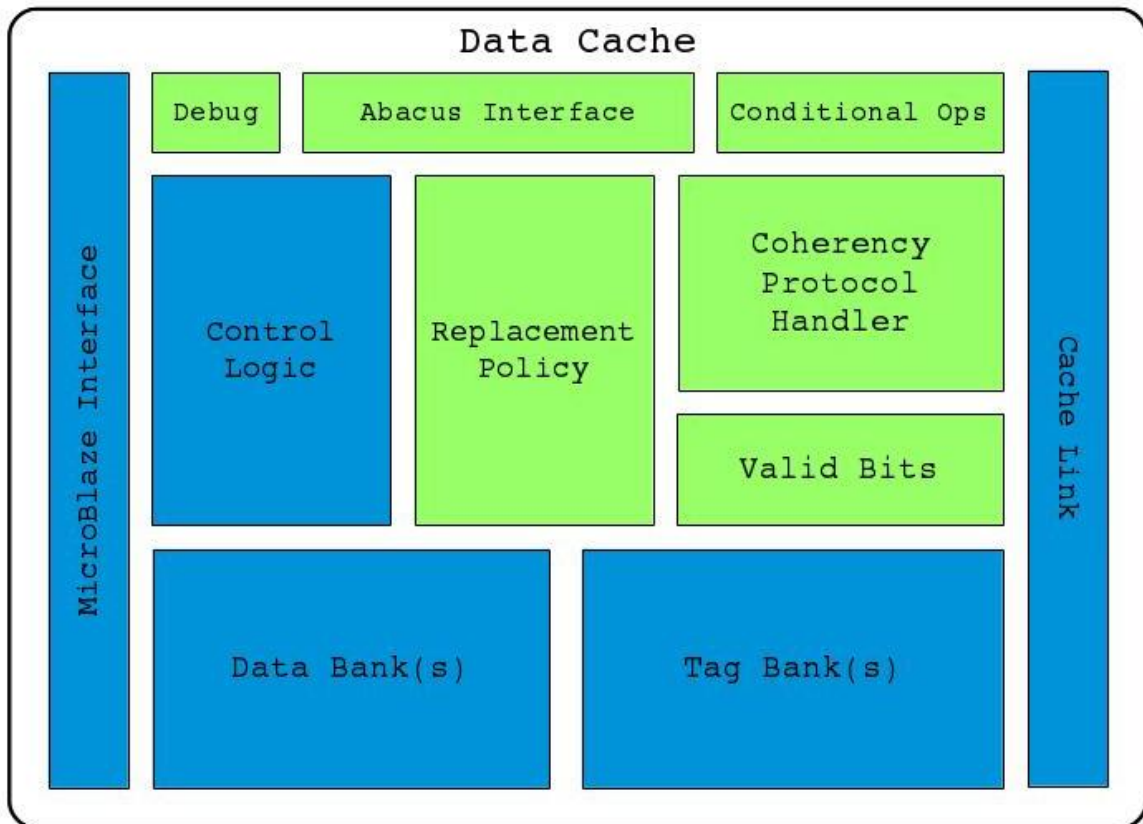 Data Cache
Debug
Abacus Interface
Conditional Ops
MicroBlaze Interface
Control
Logic
Replacement
Policy
Coherency
Protocol
Handler
Valid Bits
Cache Link
Data Bank(s)
Tag Bank(s)